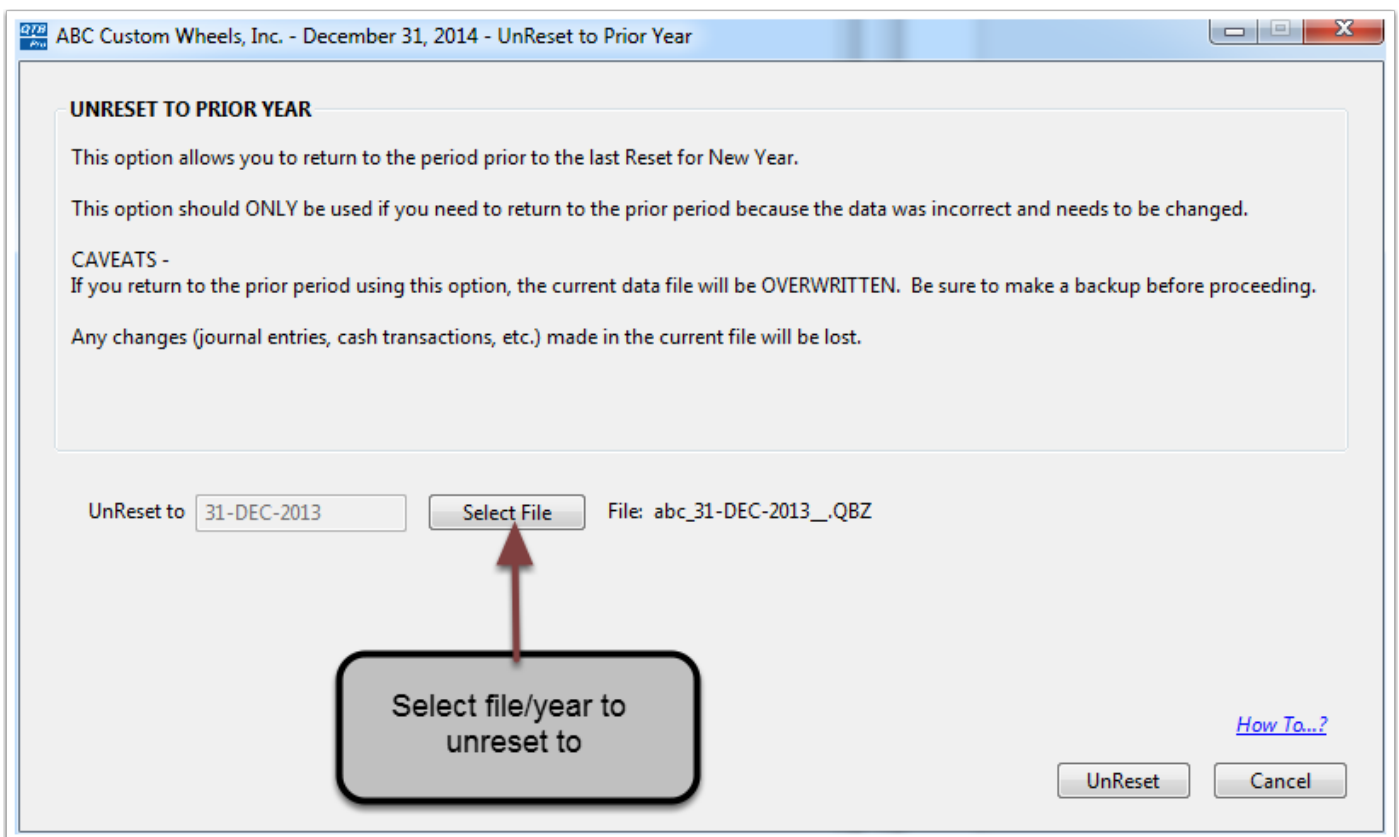 QTB Pro
ABC Custom Wheels, Inc. - December 31, 2014 - UnReset to Prior Year
UNRESET TO PRIOR YEAR
This option allows you to return to the period prior to the last Reset for New Year.
This option should ONLY be used if you need to return to the prior period because the data was incorrect and needs to be changed.
CAVEATS -
If you return to the prior period using this option, the current data file will be OVERWRITTEN.  Be sure to make a backup before proceeding.
Any changes (journal entries, cash transactions, etc.) made in the current file will be lost.
UnReset to 31-DEC-2013 Select File File: abc_31-DEC-2013__.QBZ
Select file/year to
unreset to
How To...?
UnReset Cancel